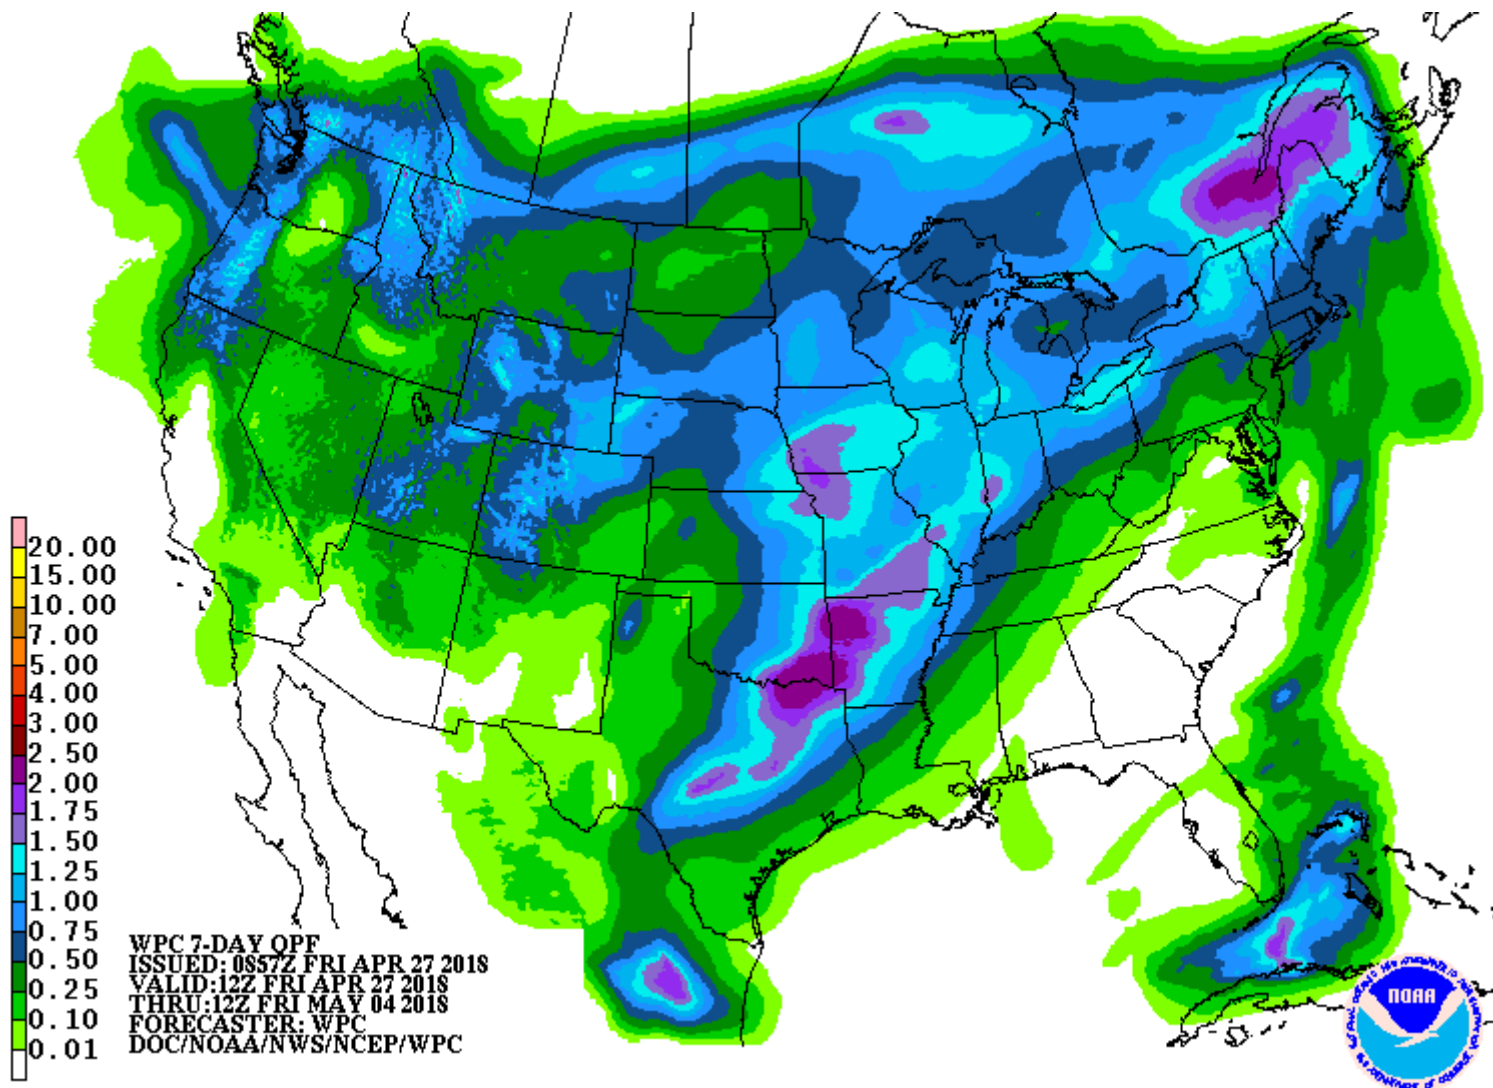 20.00
15.00
10.00
7.00
5.00
4.00
3.00
2.50
2.00
1.75
1.50
1.25
1.00
0.75
0.50
0.25
0.10
0.01
WPC 7-DAY QPF
ISSUED: 0857Z FRI APR 27 2018
VALID:12Z FRI APR 27 2018
THRU:12Z FRI MAY 04 2018
FORECASTER: WPC
DOC/NOAA/NWS/NCEP/WPC
NOAA